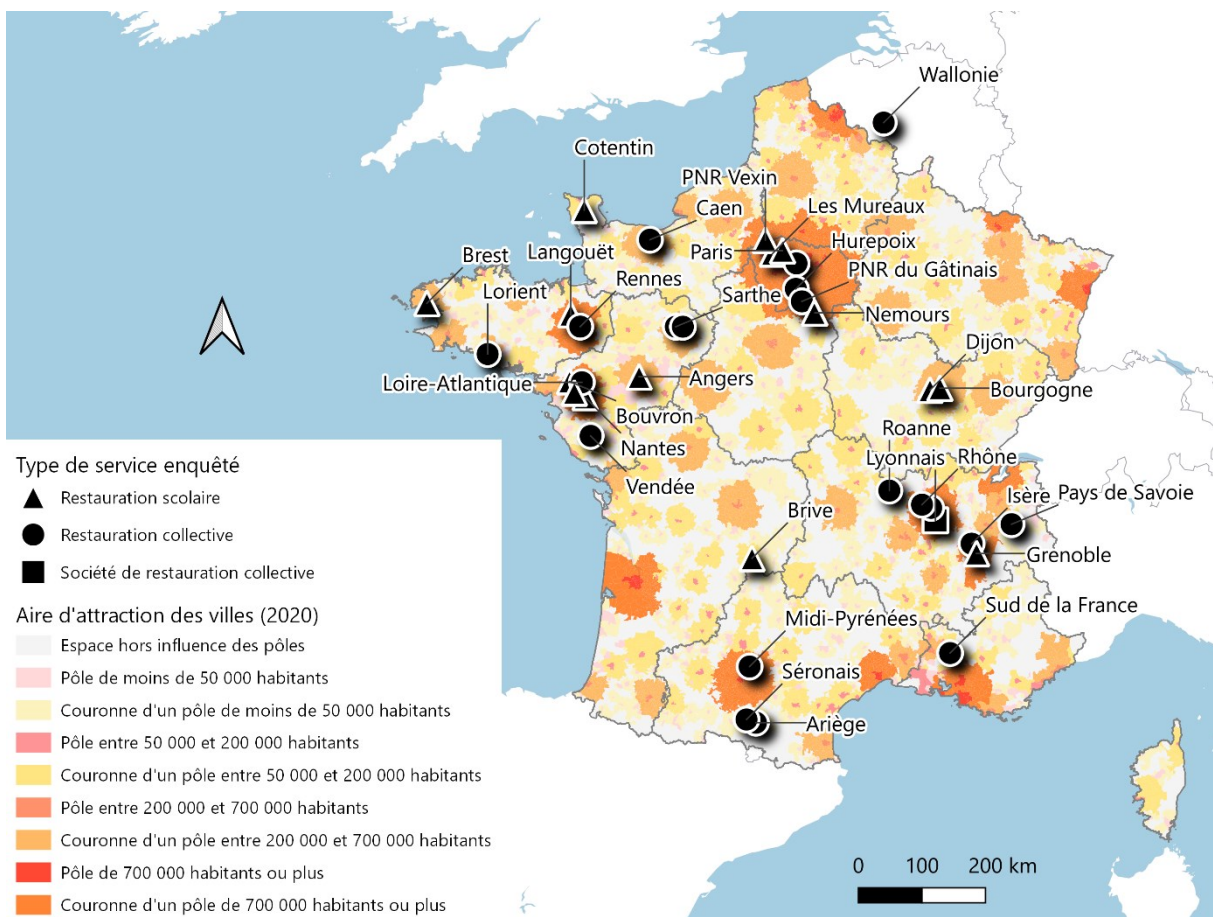 Wallonie
Cotentin
PNR Vexin
Caen
Les Mureaux
Langouët
Paris
Hurepoix
Brest
Rennes
PNR du Gâtinais
Lorient
Sarthe
Nemours
Dijon
Loire-Atlantique
Angers
Bourgogne
Bouvron
Roanne
Nantes
Lyonnais
Rhône
Vendée
Isère
Pays de Savoie
Brive
Grenoble
Sud de la France
Midi-Pyrénées
Séronais
Ariège
Type de service enquêté
Restauration scolaire
Restauration collective
Société de restauration collective
Aire d'attraction des villes (2020)
Espace hors influence des pôles
Pôle de moins de 50 000 habitants
Couronne d'un pôle de moins de 50 000 habitants
Pôle entre 50 000 et 200 000 habitants
Couronne d'un pôle entre 50 000 et 200 000 habitants
Pôle entre 200 000 et 700 000 habitants
Couronne d'un pôle entre 200 000 et 700 000 habitants
Pôle de 700 000 habitants ou plus
Couronne d'un pôle de 700 000 habitants ou plus
0 100 200 km